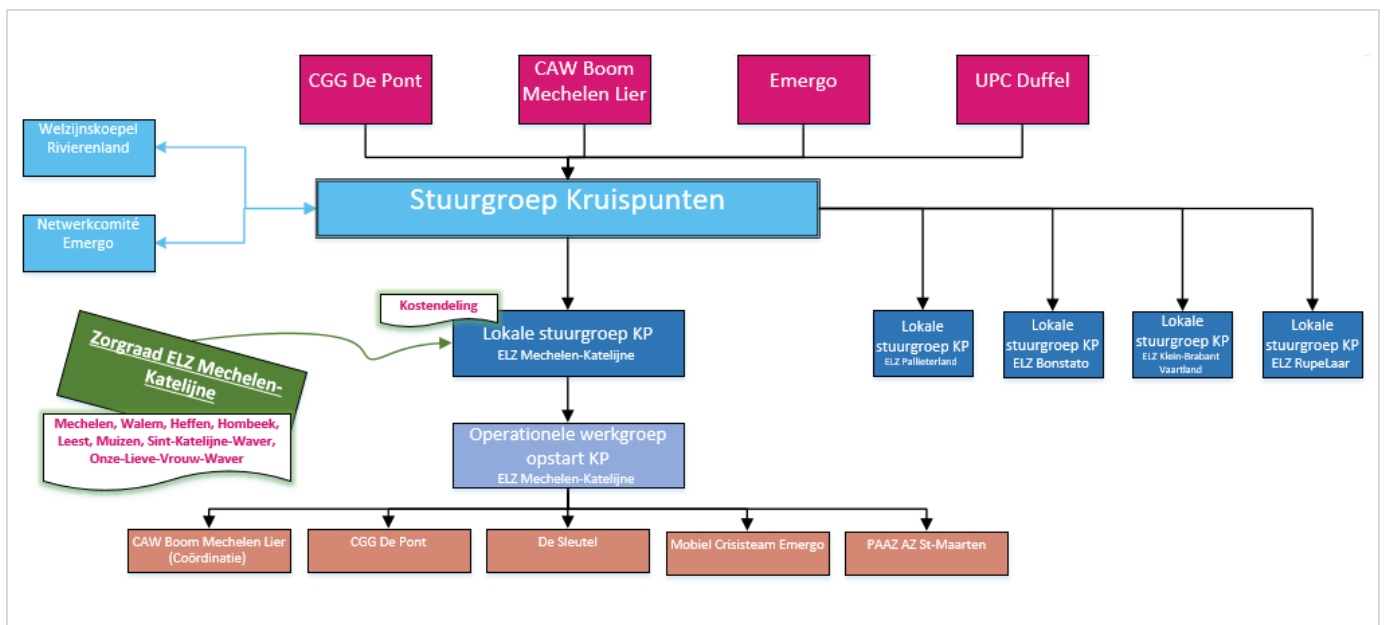 CGG De Pont
CAW Boom
Mechelen Lier
Emergo
UPC Duffel
Welzijnskoepel
Rivierenland
Netwerkcomité
Emergo
Stuurgroep Kruispunten
Kostendeling
Lokale stuurgroep KP
ELZ Mechelen-Katelijne
Lokale
stuurgroep KP
ELZ Pallieterland
Lokale
stuurgroep KP
ELZ Bonstato
Lokale
stuurgroep KP
ELZ Klein-Brabant
Vaartland
Lokale
stuurgroep KP
ELZ RupeLaar
Zorgraad ELZ Mechelen-
Katelijne
Mechelen, Walem, Heffen, Hombeek,
Leest, Muizen, Sint-Katelijne-Waver,
Onze-Lieve-Vrouw-Waver
Operationele werkgroep
opstart KP
ELZ Mechelen-Katelijne
CAW Boom Mechelen Lier
(Coördinatie)
CGG De Pont
De Sleutel
Mobiel Crisisteam Emergo
PAAZ AZ St-Maarten